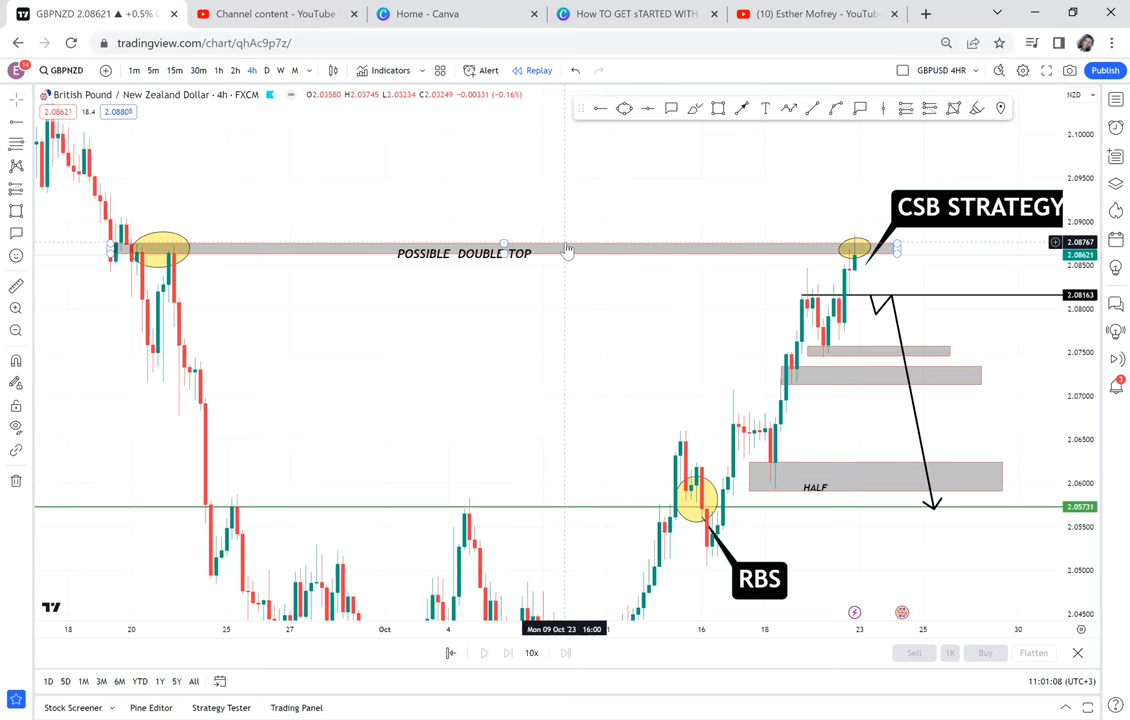 GBPNZD 2.08621 ▲ +0.5%
Channel content - YouTube
Home - Canva
How TO GET sTARTED WITH
(10) Esther Mofrey - YouTub
tradingview.com/chart/qhAc9p7z/
E 14
GBPNZD
1m 5m 15m 30m 1h 2h 4h D W M
Indicators
Alert
Replay
GBPUSD 4HR
Publish
British Pound / New Zealand Dollar · 4h · FXCM
O2.03580 H2.03745 L2.03234 C2.03249 -0.00331 (-0.16%)
NZD
2.08621 18.4 2.08805
2.10000
2.09500
2.09000
CSB STRATEGY
2.08767
2.08621
POSSIBLE DOUBLE TOP
2.08500
2.08163
2.08000
2.07500
2.07000
2.06500
2.06000
HALF
2.05731
2.05500
RBS
2.05000
2.04500
3
18 20 25 27 Oct 4 Mon 09 Oct '23 16:00 1 16 18 23 25 30
10x
Sell 1K Buy Flatten
1D 5D 1M 3M 6M YTD 1Y 5Y All
11:01:08 (UTC+3)
Stock Screener Pine Editor Strategy Tester Trading Panel